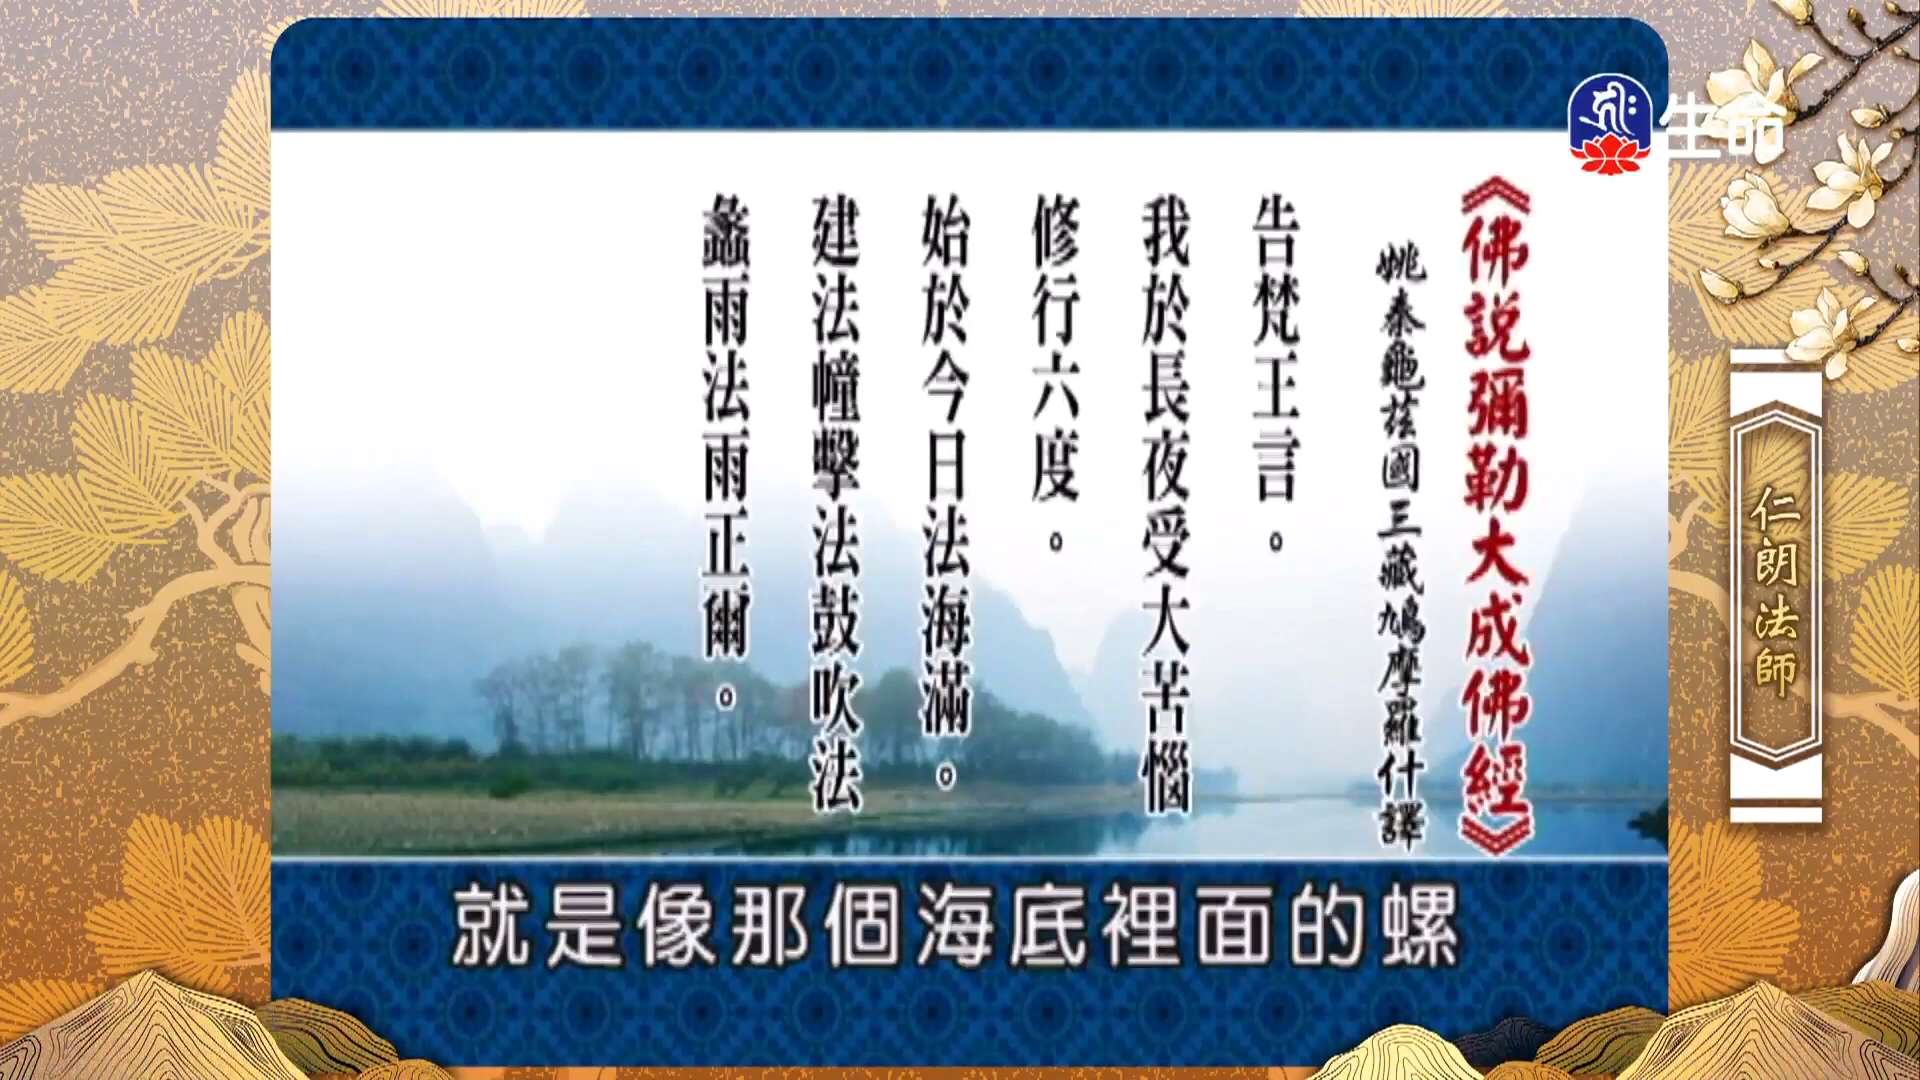 《佛説彌勒大成佛經》
姚秦龜茲國三藏鳩摩羅什譯
告梵王言。
我於長夜受大苦惱
修行六度。
始於今日法海滿。
建法幢擊法鼓吹法
蠡雨法雨正爾。
就是像那個海底裡面的螺
生命
仁朗法師